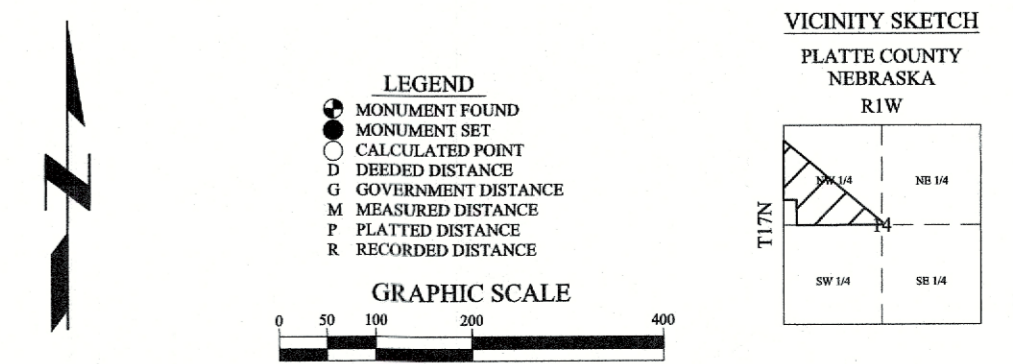 N
LEGEND
MONUMENT FOUND
MONUMENT SET
CALCULATED POINT
D DEEDED DISTANCE
G GOVERNMENT DISTANCE
M MEASURED DISTANCE
P PLATTED DISTANCE
R RECORDED DISTANCE
GRAPHIC SCALE
0 50 100 200 400
VICINITY SKETCH
PLATTE COUNTY
NEBRASKA
R1W
T17N
NW 1/4 NE 1/4
14
SW 1/4 SE 1/4